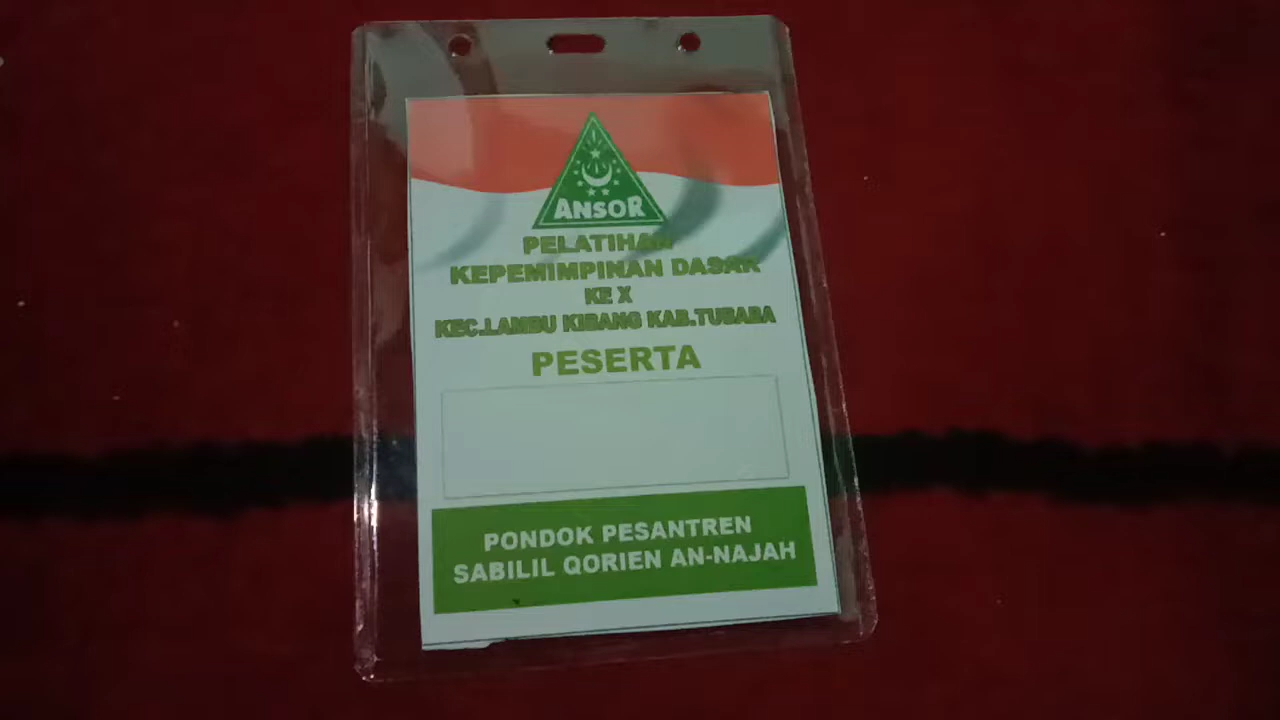 ANSOR
PELATIHAN
KEPEMIMPINAN DASAR
KE X
KEC.LAMBU KIBANG KAB.TUBABA
PESERTA
PONDOK PESANTREN
SABILIL QORIEN AN-NAJAH